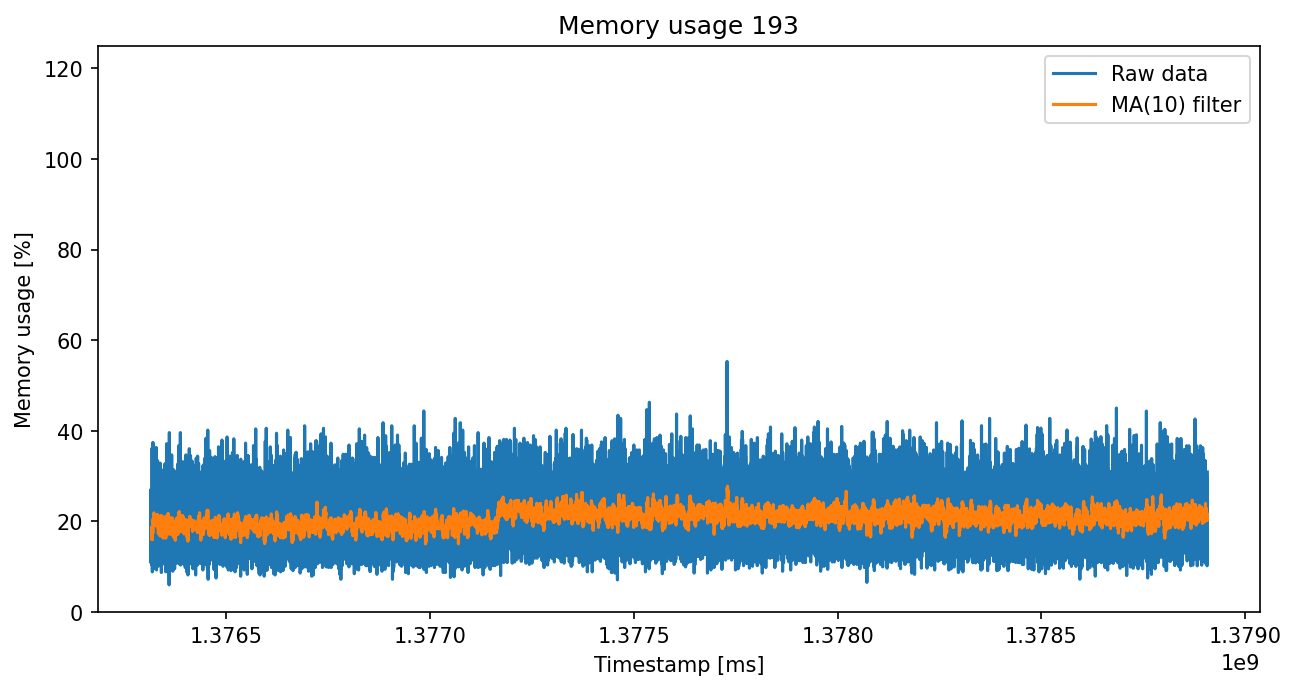 Memory usage 193
Raw data
MA(10) filter
Memory usage [%]
120
100
80
60
40
20
0
1.3765 1.3770 1.3775 1.3780 1.3785 1.3790
1e9
Timestamp [ms]